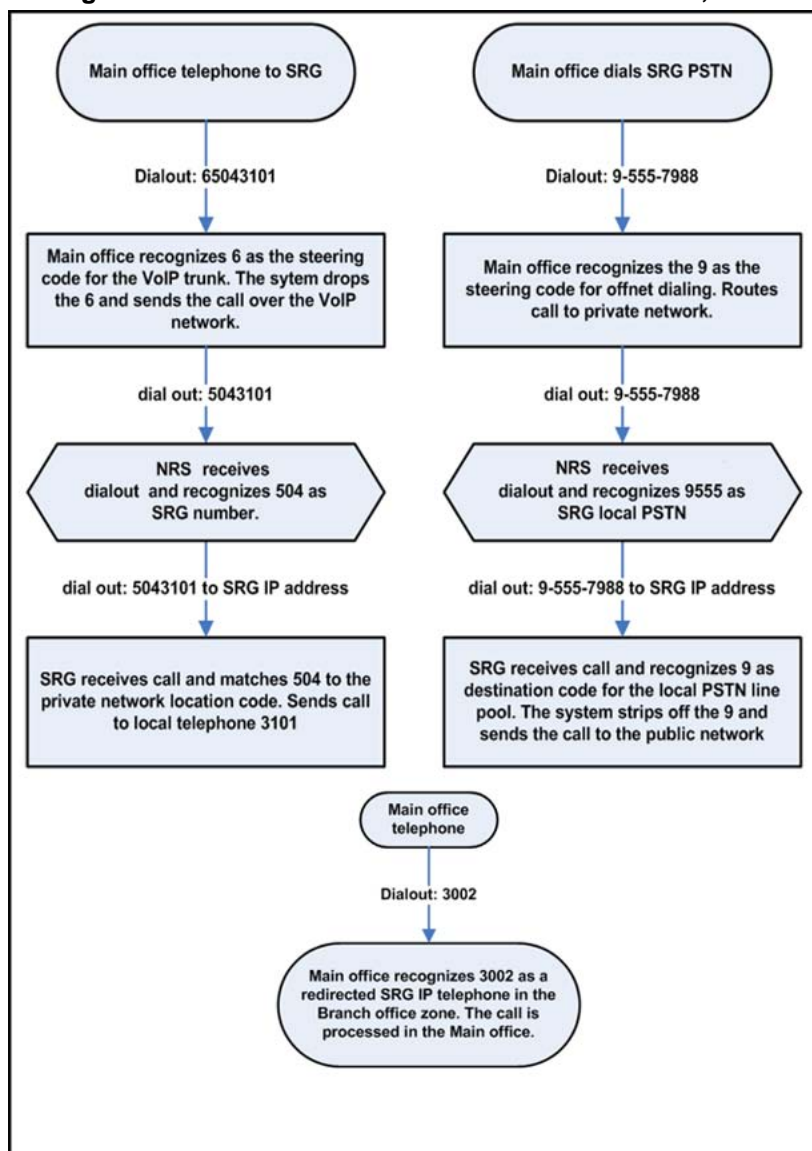 Main office telephone to SRG
Dialout: 65043101
Main office recognizes 6 as the steering
code for the VoIP trunk. The sytem drops
the 6 and sends the call over the VoIP
network.
dial out: 5043101
NRS receives
dialout and recognizes 504 as
SRG number.
dial out: 5043101 to SRG IP address
SRG receives call and matches 504 to the
private network location code. Sends call
to local telephone 3101
Main office dials SRG PSTN
Dialout: 9-555-7988
Main office recognizes the 9 as the
steering code for offnet dialing. Routes
call to private network.
dial out: 9-555-7988
NRS receives
dialout and recognizes 9555 as
SRG local PSTN
dial out: 9-555-7988 to SRG IP address
SRG receives call and recognizes 9 as
destination code for the local PSTN line
pool. The system strips off the 9 and
sends the call to the public network
Main office
telephone
Dialout: 3002
Main office recognizes 3002 as a
redirected SRG IP telephone in the
Branch office zone. The call is
processed in the Main office.